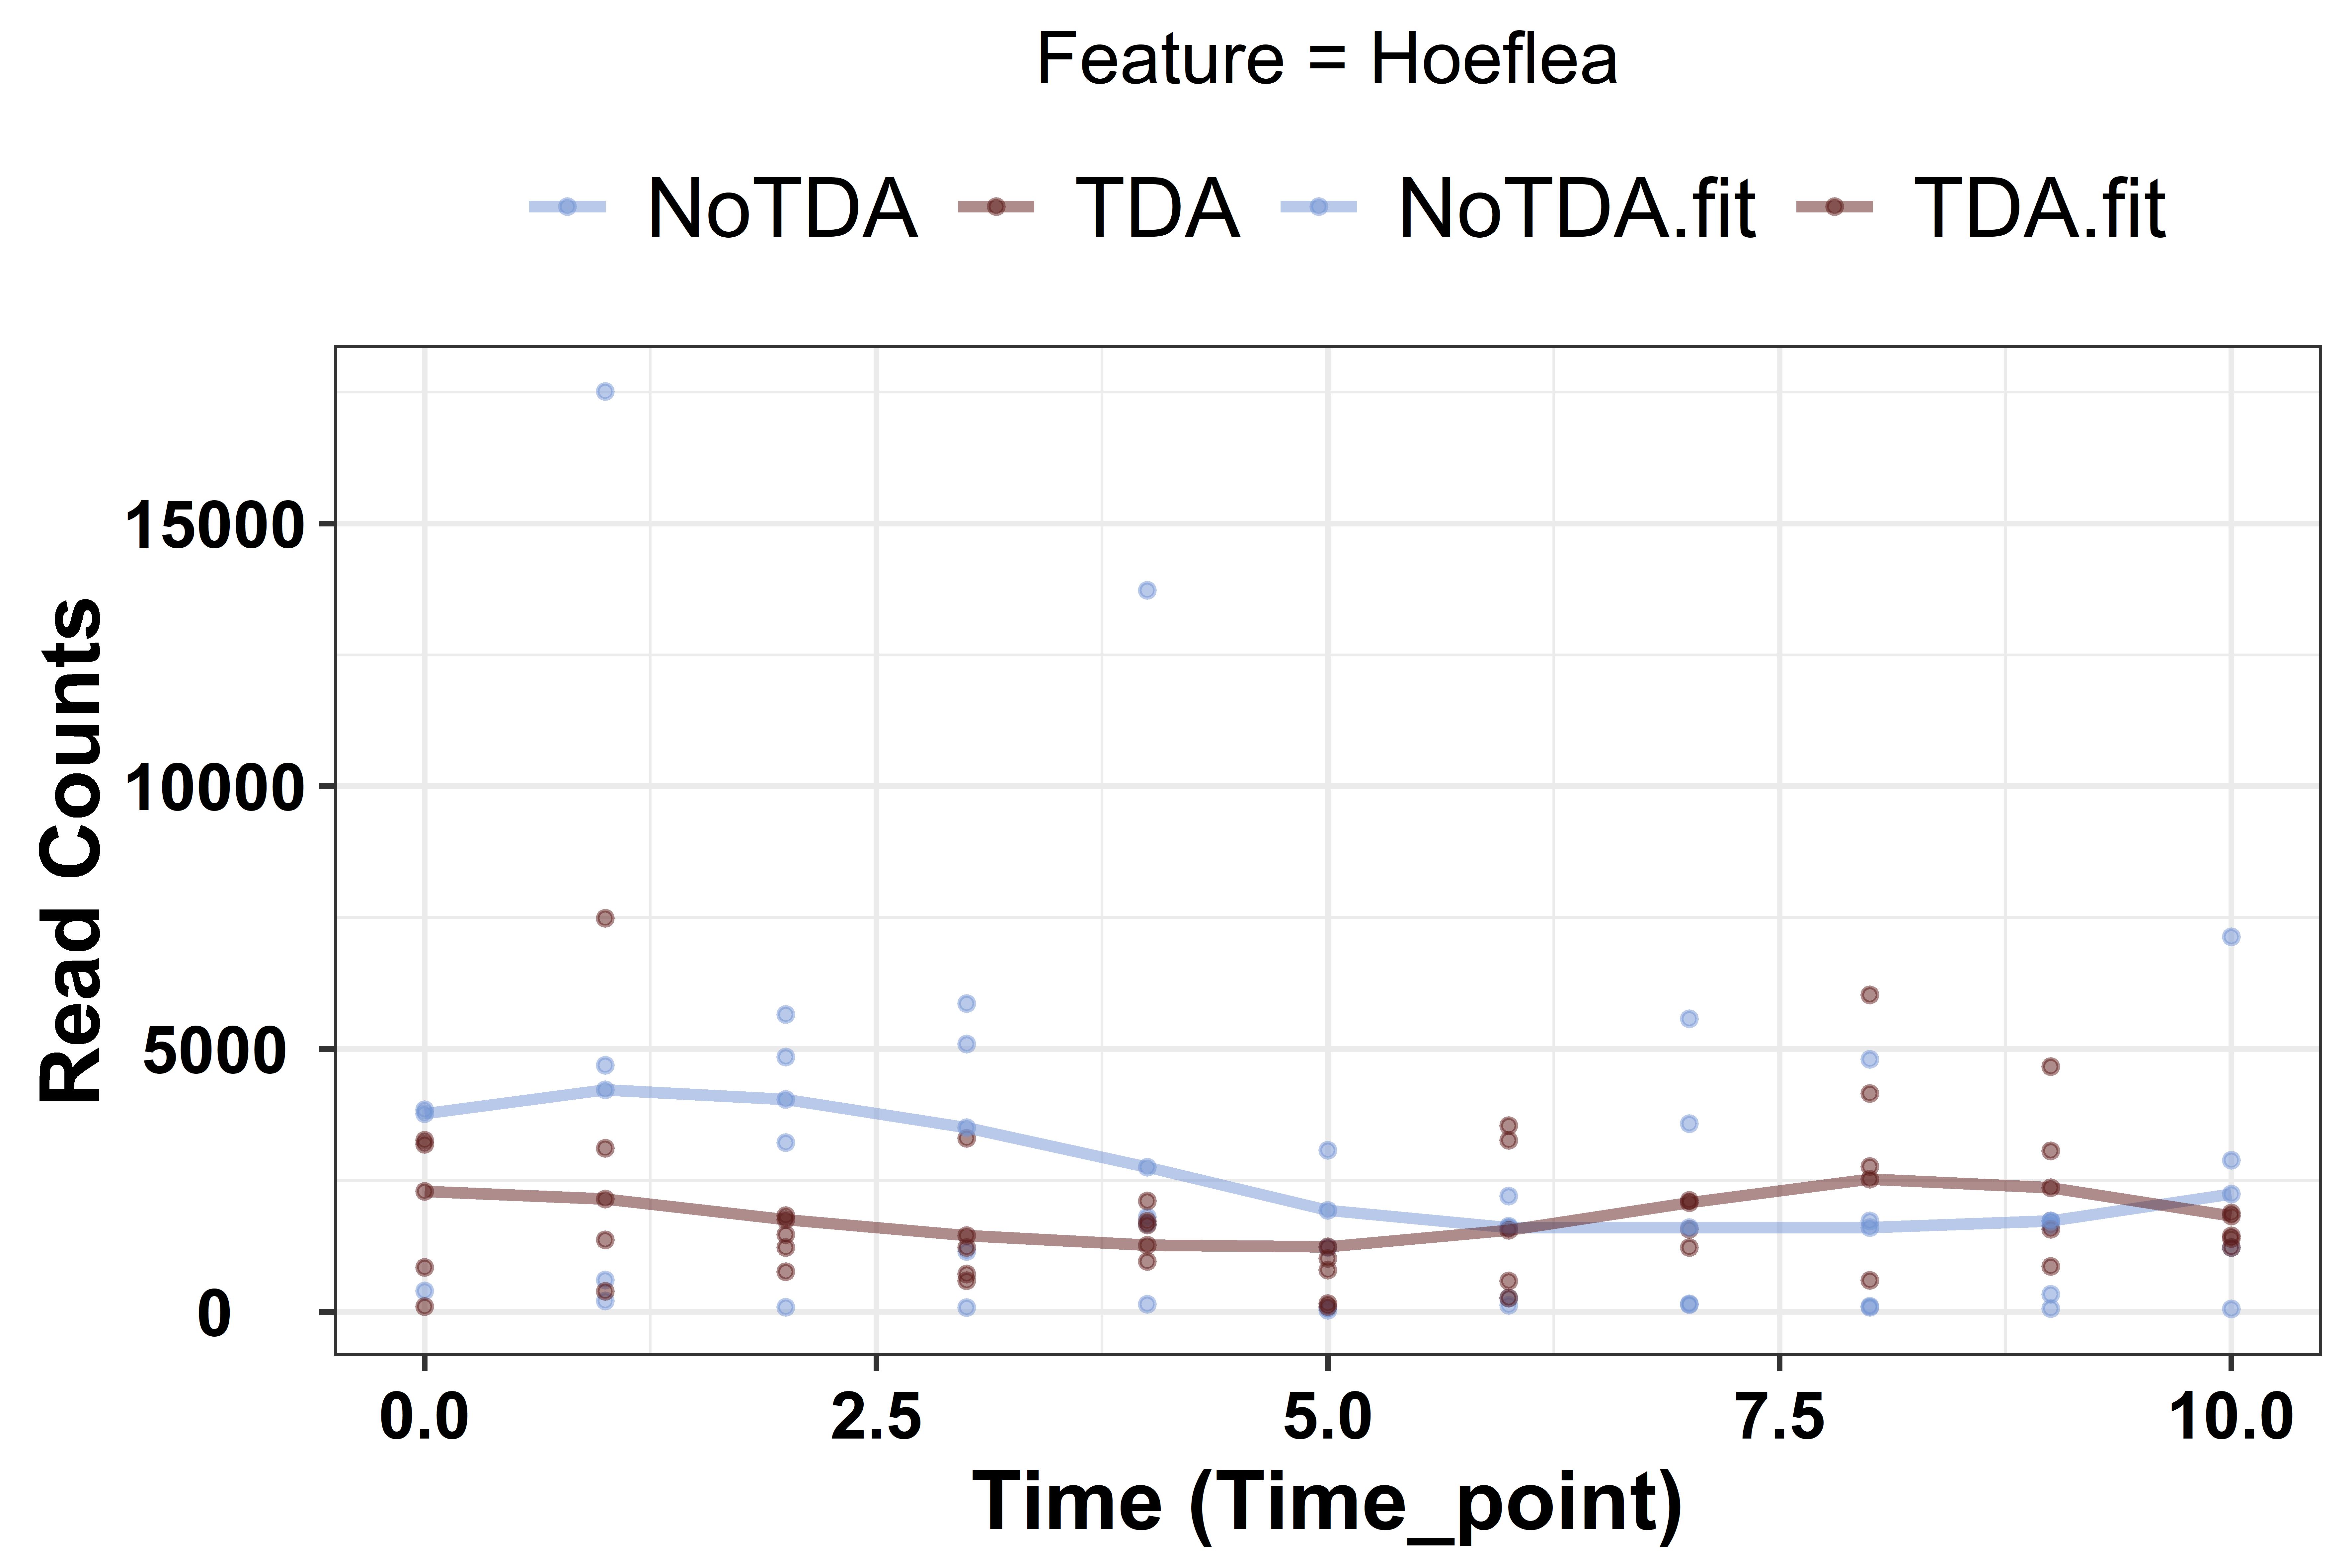 Feature = Hoeflea
NoTDA TDA NoTDA.fit TDA.fit
Read Counts
15000
10000
5000
0
0.0 2.5 5.0 7.5 10.0
Time (Time_point)